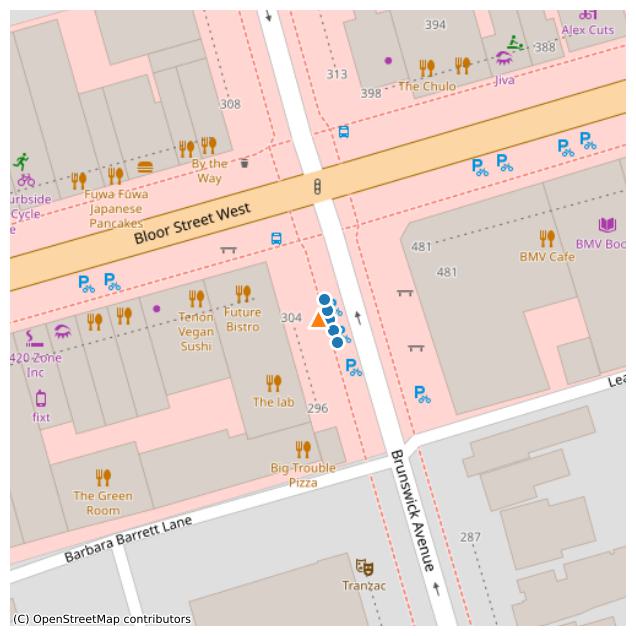 394
Alex Cuts
388
The Chulo
Jiva
313
398
308
By the
Way
urbside
Cycle
e
Fuwa Fuwa
Japanese
Pancakes
Bloor Street West
481
481
BMV Cafe
BMV Boo
304
Future
Bistro
Tenon
Vegan
Sushi
420 Zone
Inc
fixt
The lab
296
Lea
Big Trouble
Pizza
The Green
Room
Barbara Barrett Lane
Brunswick Avenue
287
Tranzac
(C) OpenStreetMap contributors